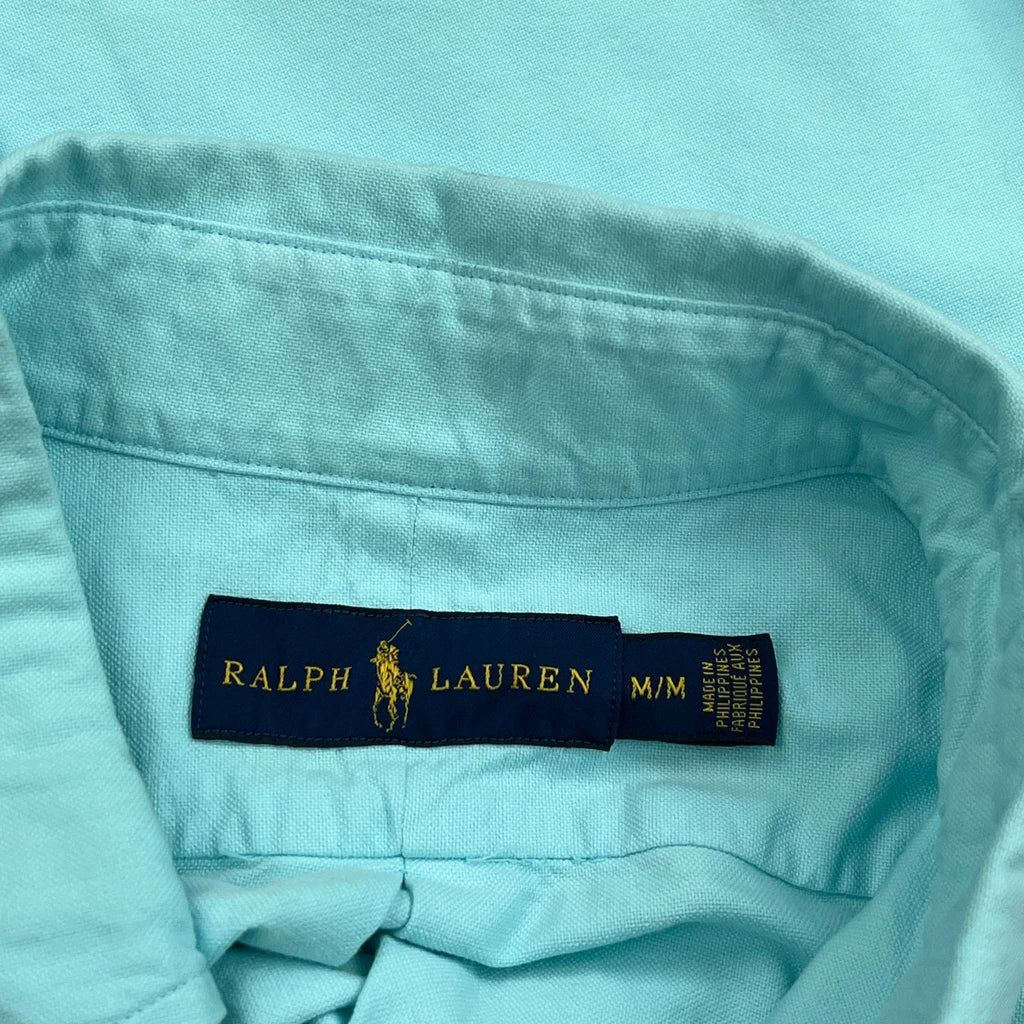 RALPH LAUREN
M/M
MADE IN
PHILIPPINES
FABRIQUÉ AUX
PHILIPPINES